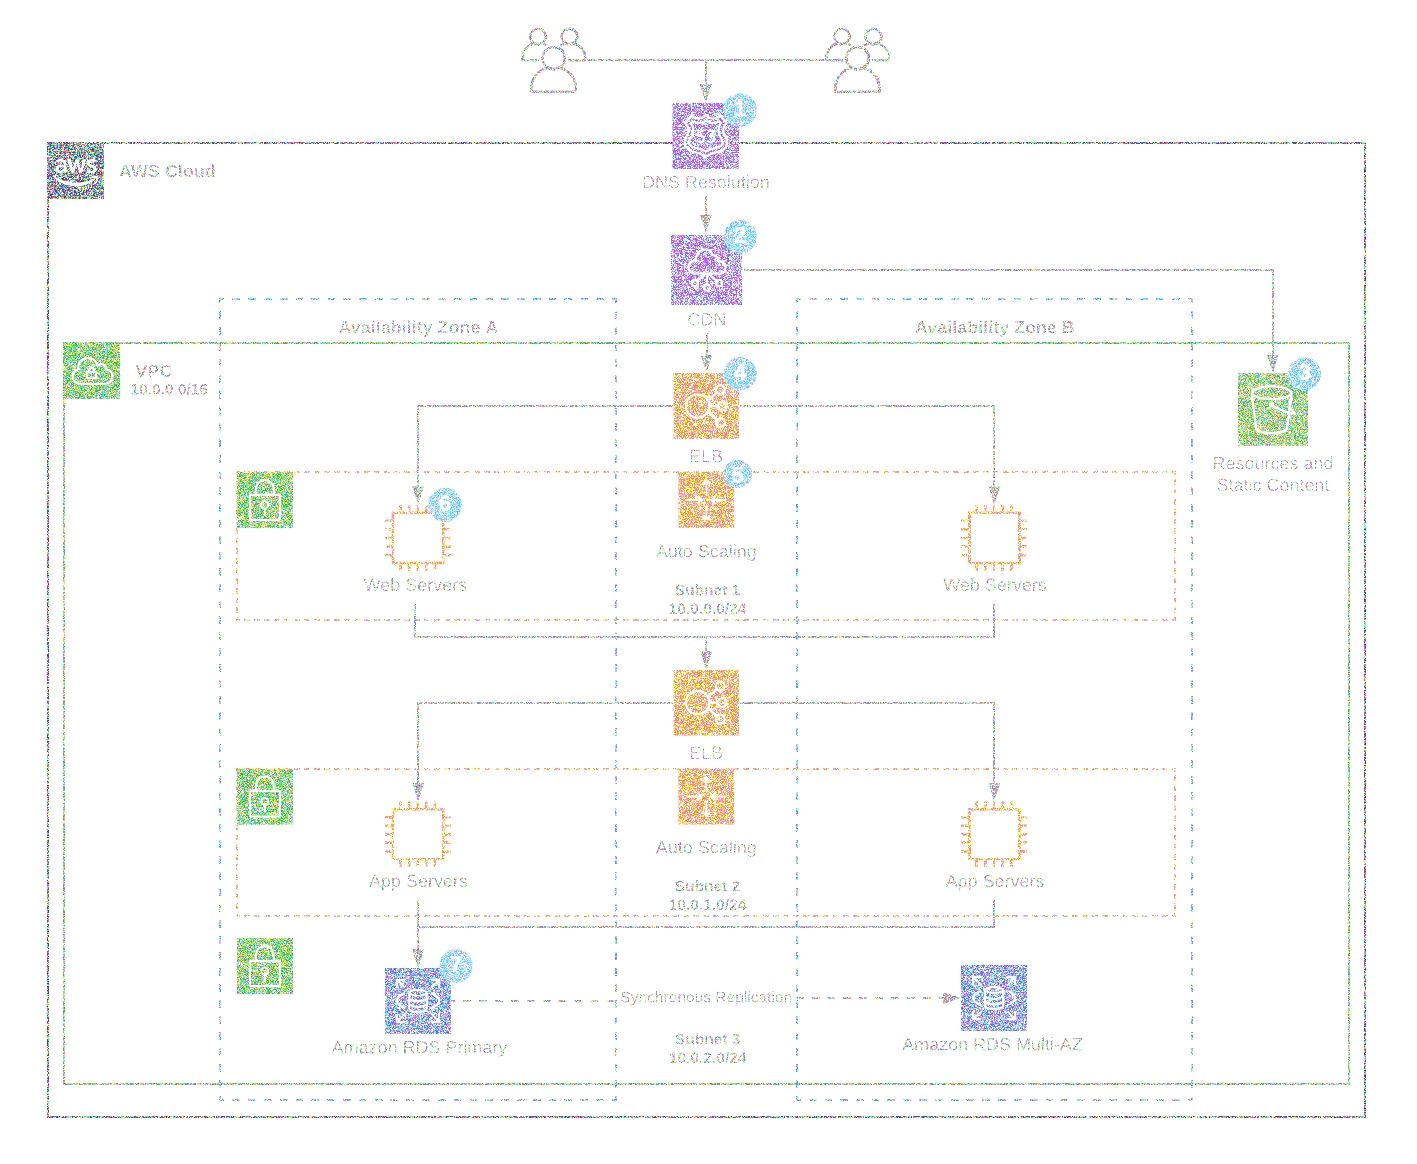 1
aws
AWS Cloud
53
DNS Resolution
2
CDN
Availability Zone A
Availability Zone B
VPC
10.0.0.0/16
4
3
ELB
Resources and
Static Content
5
6
Auto Scaling
Web Servers
Web Servers
Subnet 1
10.0.0.0/24
ELB
Auto Scaling
App Servers
App Servers
Subnet 2
10.0.1.0/24
7
Synchronous Replication
Amazon RDS Primary
Amazon RDS Multi-AZ
Subnet 3
10.0.2.0/24